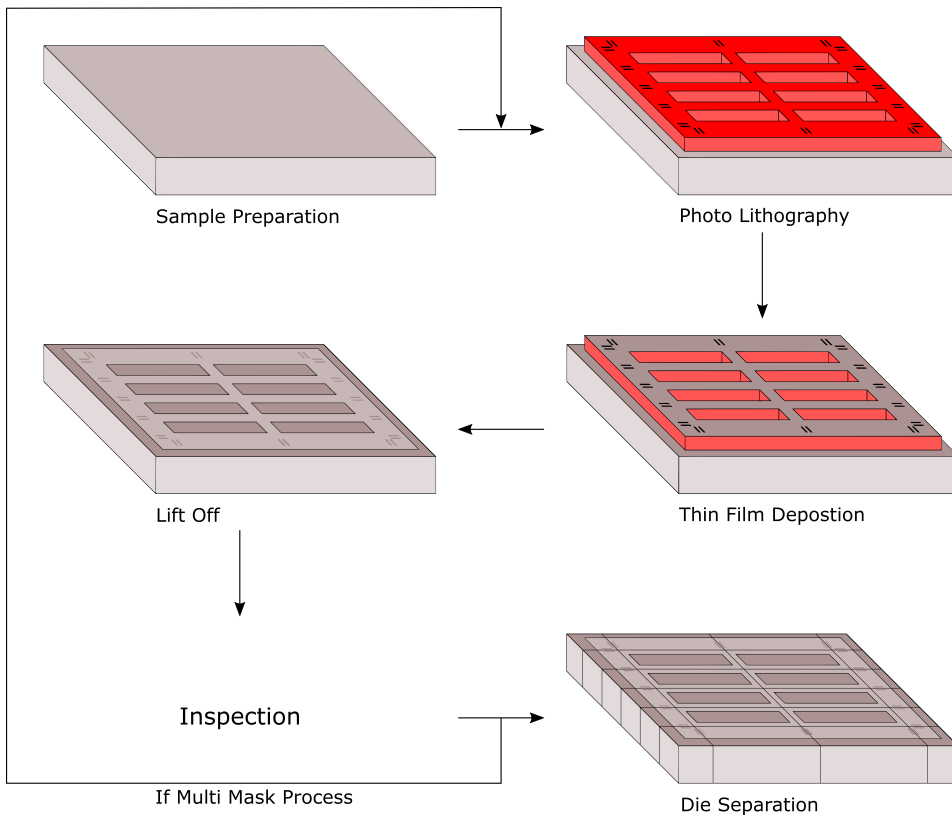 Sample Preparation
Photo Lithography
Lift Off
Thin Film Depostion
Inspection
If Multi Mask Process
Die Separation